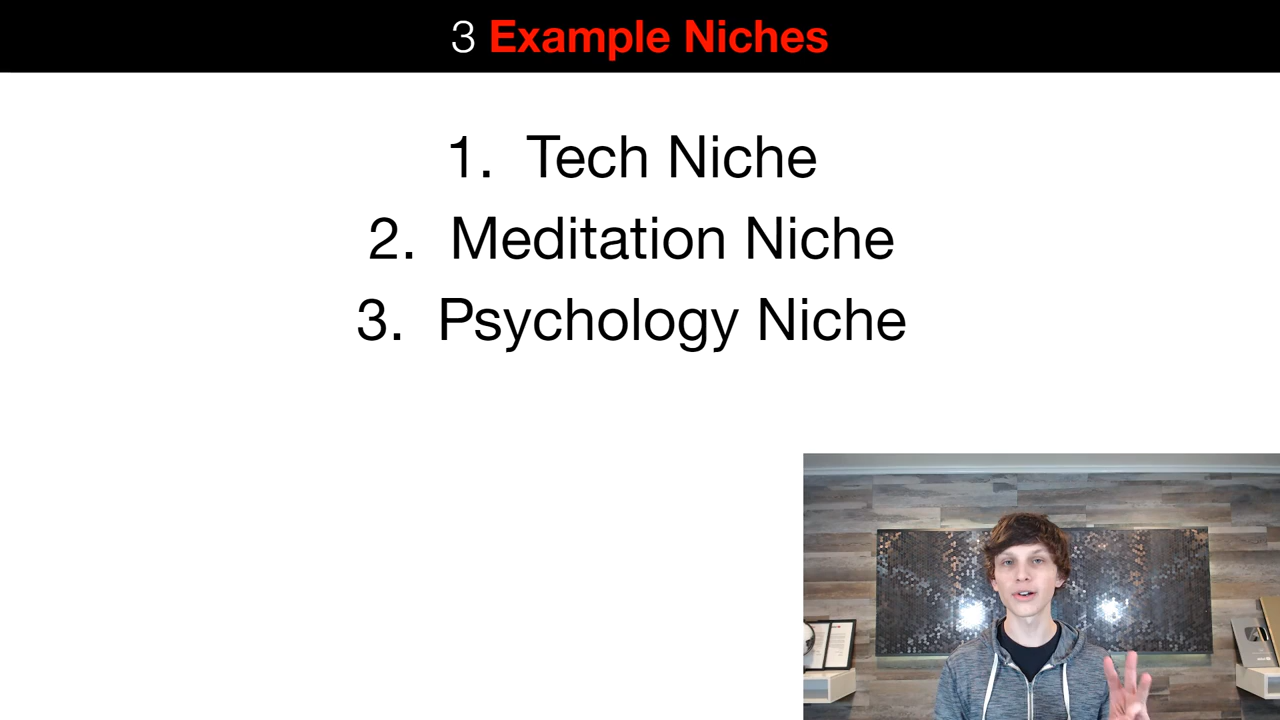 3 Example Niches
1. Tech Niche
2. Meditation Niche
3. Psychology Niche